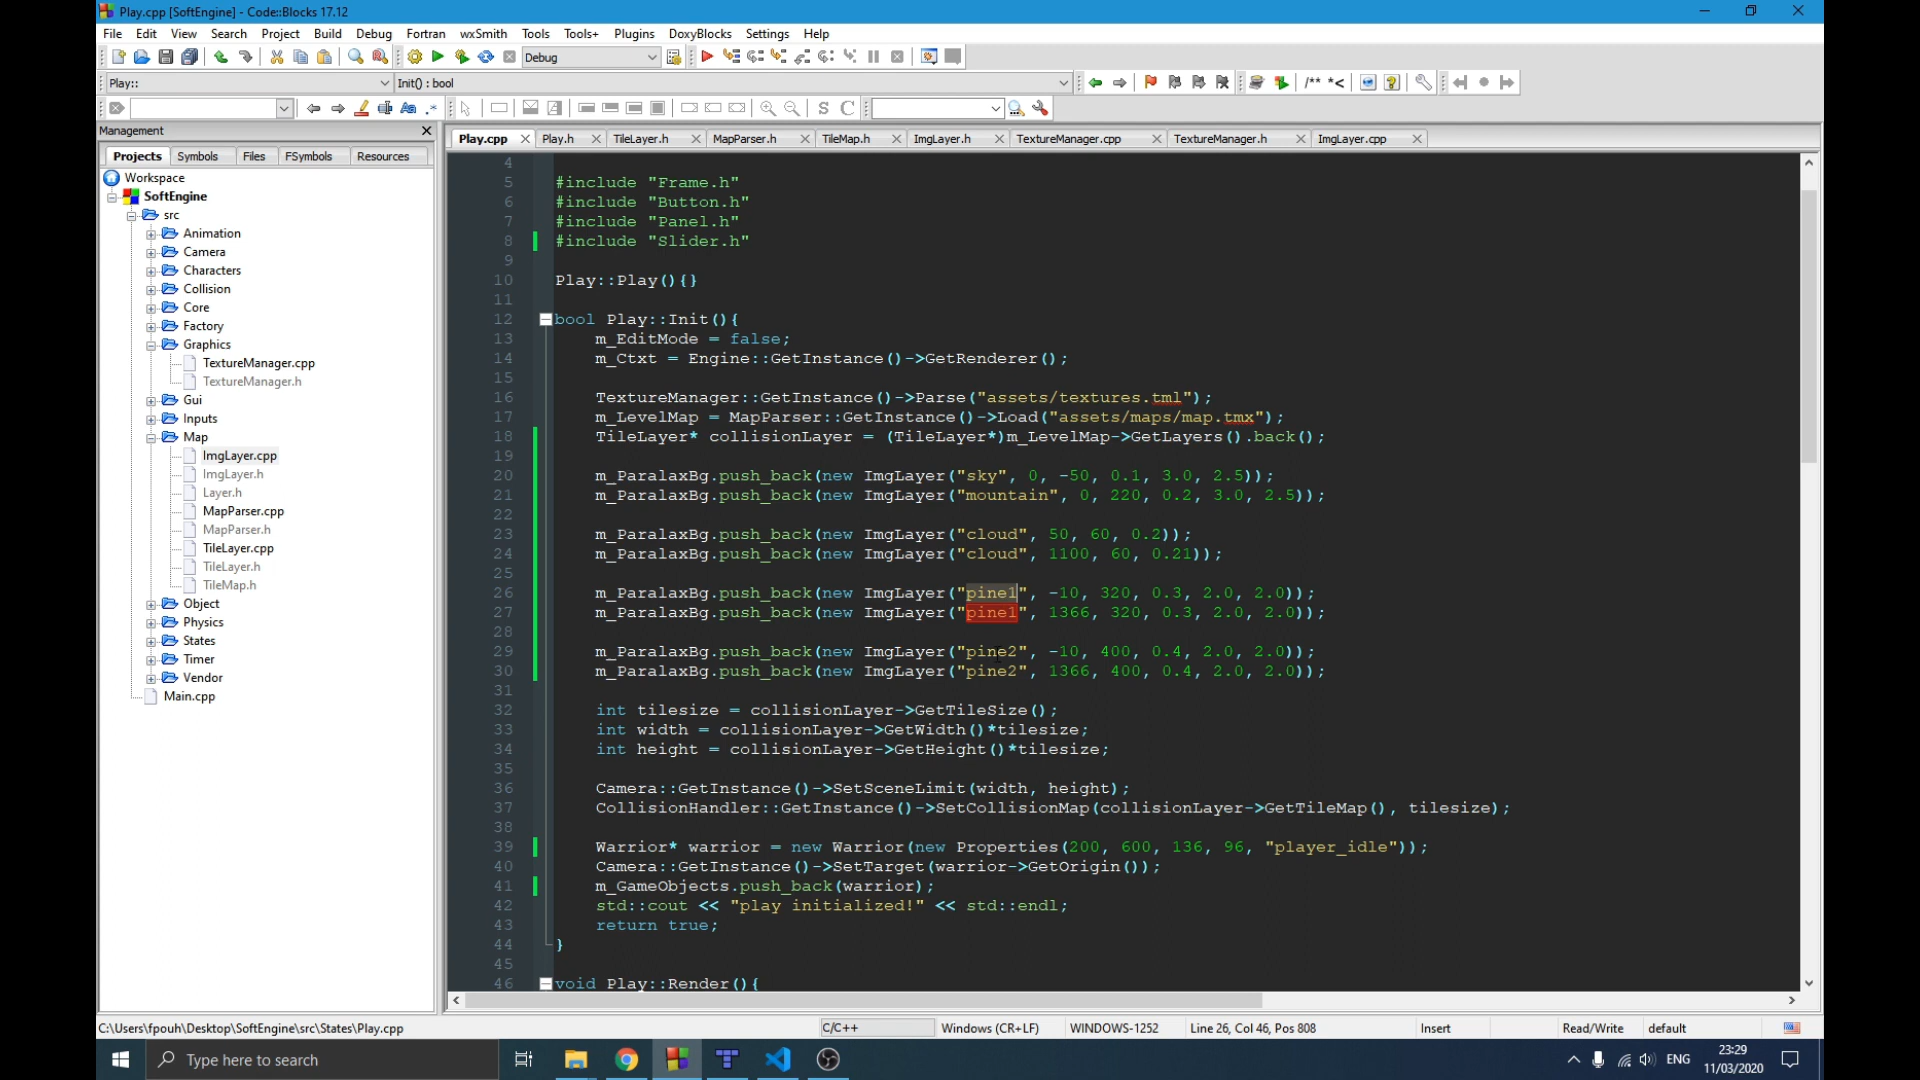 Play.cpp [SoftEngine] - Code::Blocks 17.12
File Edit View Search Project Build Debug Fortran wxSmith Tools Tools+ Plugins DoxyBlocks Settings Help
Debug
Play::
Init() : bool
/** *<
Management
Projects Symbols Files FSymbols Resources
Workspace
SoftEngine
src
Animation
Camera
Characters
Collision
Core
Factory
Graphics
TextureManager.cpp
TextureManager.h
Gui
Inputs
Map
ImgLayer.cpp
ImgLayer.h
Layer.h
MapParser.cpp
MapParser.h
TileLayer.cpp
TileLayer.h
TileMap.h
Object
Physics
States
Timer
Vendor
Main.cpp
Play.cpp Play.h TileLayer.h MapParser.h TileMap.h ImgLayer.h TextureManager.cpp TextureManager.h ImgLayer.cpp
4
5 #include "Frame.h"
6 #include "Button.h"
7 #include "Panel.h"
8 #include "Slider.h"
9
10 Play::Play(){}
11
12 bool Play::Init(){
13 m_EditMode = false;
14 m_Ctxt = Engine::GetInstance()->GetRenderer();
15
16 TextureManager::GetInstance()->Parse("assets/textures.tml");
17 m_LevelMap = MapParser::GetInstance()->Load("assets/maps/map.tmx");
18 TileLayer* collisionLayer = (TileLayer*)m_LevelMap->GetLayers().back();
19
20 m_ParalaxBg.push_back(new ImgLayer("sky", 0, -50, 0.1, 3.0, 2.5));
21 m_ParalaxBg.push_back(new ImgLayer("mountain", 0, 220, 0.2, 3.0, 2.5));
22
23 m_ParalaxBg.push_back(new ImgLayer("cloud", 50, 60, 0.2));
24 m_ParalaxBg.push_back(new ImgLayer("cloud", 1100, 60, 0.21));
25
26 m_ParalaxBg.push_back(new ImgLayer("pine1", -10, 320, 0.3, 2.0, 2.0));
27 m_ParalaxBg.push_back(new ImgLayer("pine1", 1366, 320, 0.3, 2.0, 2.0));
28
29 m_ParalaxBg.push_back(new ImgLayer("pine2", -10, 400, 0.4, 2.0, 2.0));
30 m_ParalaxBg.push_back(new ImgLayer("pine2", 1366, 400, 0.4, 2.0, 2.0));
31
32 int tilesize = collisionLayer->GetTileSize();
33 int width = collisionLayer->GetWidth()*tilesize;
34 int height = collisionLayer->GetHeight()*tilesize;
35
36 Camera::GetInstance()->SetSceneLimit(width, height);
37 CollisionHandler::GetInstance()->SetCollisionMap(collisionLayer->GetTileMap(), tilesize);
38
39 Warrior* warrior = new Warrior(new Properties(200, 600, 136, 96, "player_idle"));
40 Camera::GetInstance()->SetTarget(warrior->GetOrigin());
41 m_GameObjects.push_back(warrior);
42 std::cout << "play initialized!" << std::endl;
43 return true;
44 }
45
46 void Play::Render(){
C:\Users\fpouh\Desktop\SoftEngine\src\States\Play.cpp C/C++ Windows (CR+LF) WINDOWS-1252 Line 26, Col 46, Pos 808 Insert Read/Write default
Type here to search
ENG
23:29
11/03/2020